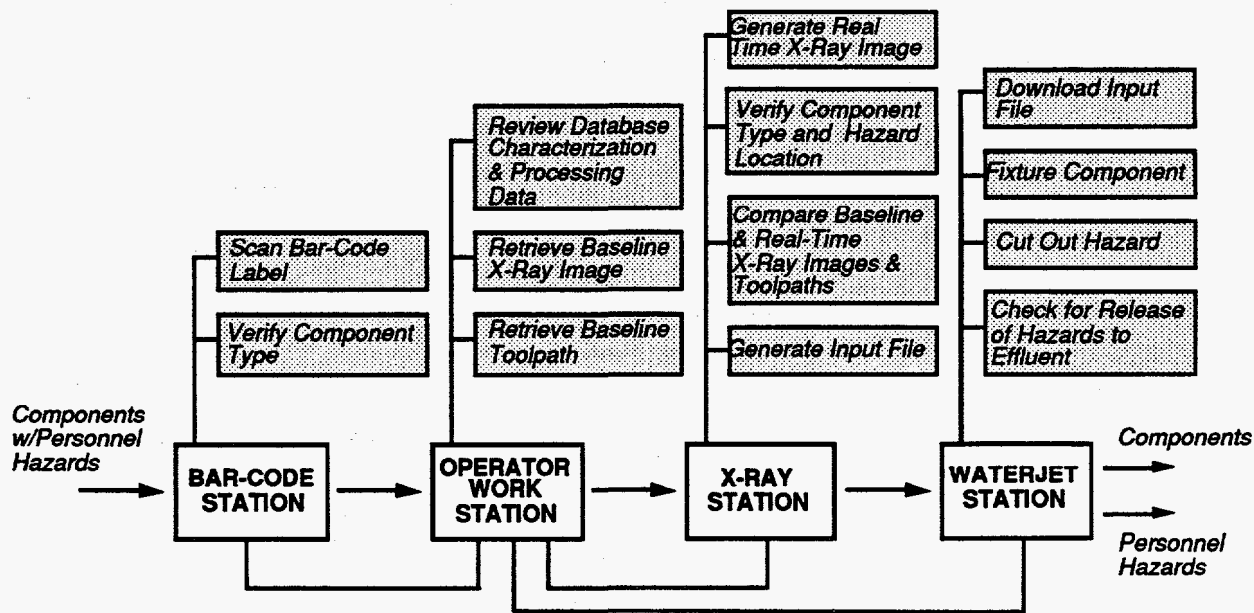 Components
w/Personnel
Hazards
BAR-CODE
STATION
Scan Bar-Code
Label
Verify Component
Type
OPERATOR
WORK
STATION
Review Database
Characterization
& Processing
Data
Retrieve Baseline
X-Ray Image
Retrieve Baseline
Toolpath
X-RAY
STATION
Generate Real
Time X-Ray Image
Verify Component
Type and Hazard
Location
Compare Baseline
& Real-Time
X-Ray Images &
Toolpaths
Generate Input File
WATERJET
STATION
Download Input
File
Fixture Component
Cut Out Hazard
Check for Release
of Hazards to
Effluent
Components
Personnel
Hazards